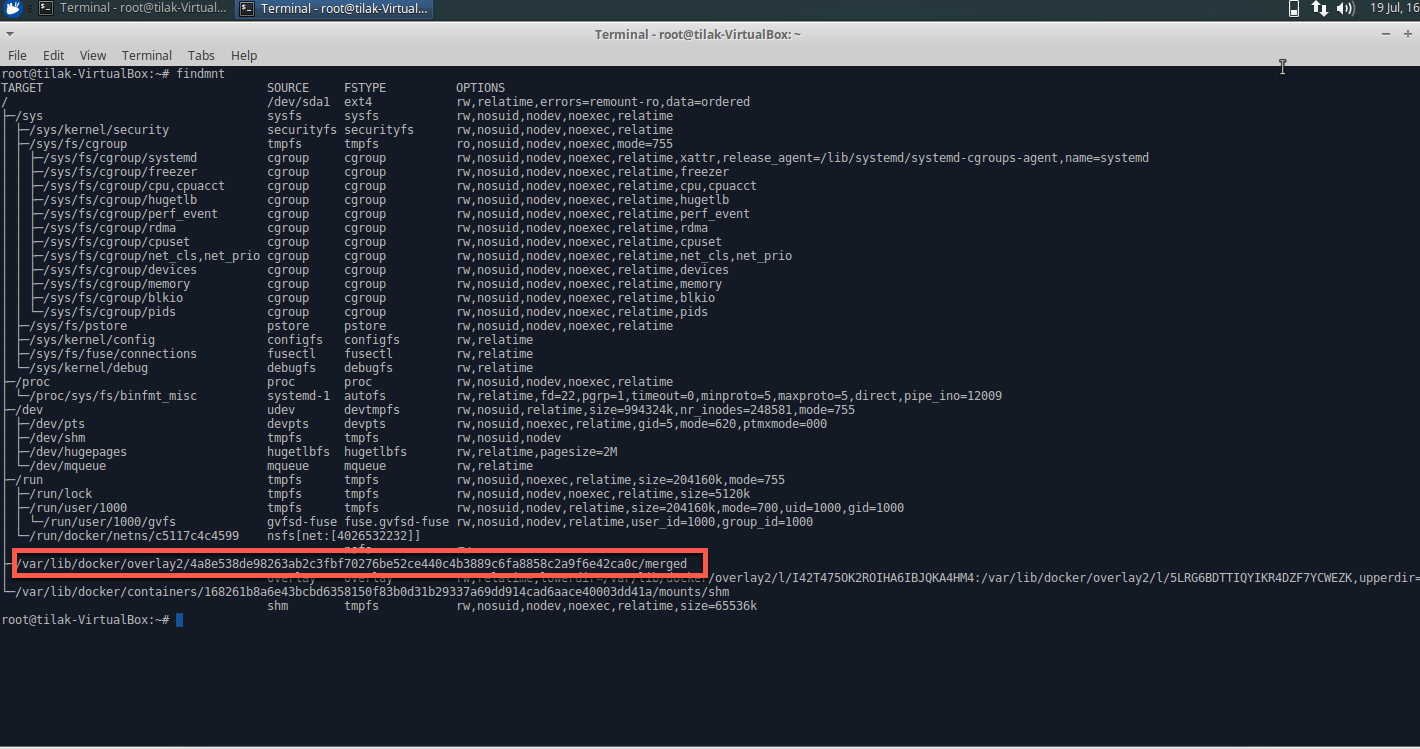 Terminal - root@tilak-Virtual... Terminal - root@tilak-Virtual... 19 Jul, 16
Terminal - root@tilak-VirtualBox: ~
File Edit View Terminal Tabs Help
root@tilak-VirtualBox:~# findmnt
TARGET SOURCE FSTYPE OPTIONS
/ /dev/sda1 ext4 rw,relatime,errors=remount-ro,data=ordered
├─/sys sysfs sysfs rw,nosuid,nodev,noexec,relatime
│ ├─/sys/kernel/security securityfs securityfs rw,nosuid,nodev,noexec,relatime
│ ├─/sys/fs/cgroup tmpfs tmpfs ro,nosuid,nodev,noexec,mode=755
│ │ ├─/sys/fs/cgroup/systemd cgroup cgroup rw,nosuid,nodev,noexec,relatime,xattr,release_agent=/lib/systemd/systemd-cgroups-agent,name=systemd
│ │ ├─/sys/fs/cgroup/freezer cgroup cgroup rw,nosuid,nodev,noexec,relatime,freezer
│ │ ├─/sys/fs/cgroup/cpu,cpuacct cgroup cgroup rw,nosuid,nodev,noexec,relatime,cpu,cpuacct
│ │ ├─/sys/fs/cgroup/hugetlb cgroup cgroup rw,nosuid,nodev,noexec,relatime,hugetlb
│ │ ├─/sys/fs/cgroup/perf_event cgroup cgroup rw,nosuid,nodev,noexec,relatime,perf_event
│ │ ├─/sys/fs/cgroup/rdma cgroup cgroup rw,nosuid,nodev,noexec,relatime,rdma
│ │ ├─/sys/fs/cgroup/cpuset cgroup cgroup rw,nosuid,nodev,noexec,relatime,cpuset
│ │ ├─/sys/fs/cgroup/net_cls,net_prio cgroup cgroup rw,nosuid,nodev,noexec,relatime,net_cls,net_prio
│ │ ├─/sys/fs/cgroup/devices cgroup cgroup rw,nosuid,nodev,noexec,relatime,devices
│ │ ├─/sys/fs/cgroup/memory cgroup cgroup rw,nosuid,nodev,noexec,relatime,memory
│ │ ├─/sys/fs/cgroup/blkio cgroup cgroup rw,nosuid,nodev,noexec,relatime,blkio
│ │ └─/sys/fs/cgroup/pids cgroup cgroup rw,nosuid,nodev,noexec,relatime,pids
│ ├─/sys/fs/pstore pstore pstore rw,nosuid,nodev,noexec,relatime
│ ├─/sys/kernel/config configfs configfs rw,relatime
│ ├─/sys/fs/fuse/connections fusectl fusectl rw,relatime
│ └─/sys/kernel/debug debugfs debugfs rw,relatime
├─/proc proc proc rw,nosuid,nodev,noexec,relatime
│ └─/proc/sys/fs/binfmt_misc systemd-1 autofs rw,relatime,fd=22,pgrp=1,timeout=0,minproto=5,maxproto=5,direct,pipe_ino=12009
├─/dev udev devtmpfs rw,nosuid,relatime,size=994324k,nr_inodes=248581,mode=755
│ ├─/dev/pts devpts devpts rw,nosuid,noexec,relatime,gid=5,mode=620,ptmxmode=000
│ ├─/dev/shm tmpfs tmpfs rw,nosuid,nodev
│ ├─/dev/hugepages hugetlbfs hugetlbfs rw,relatime,pagesize=2M
│ └─/dev/mqueue mqueue mqueue rw,relatime
├─/run tmpfs tmpfs rw,nosuid,noexec,relatime,size=204160k,mode=755
│ ├─/run/lock tmpfs tmpfs rw,nosuid,nodev,noexec,relatime,size=5120k
│ ├─/run/user/1000 tmpfs tmpfs rw,nosuid,nodev,relatime,size=204160k,mode=700,uid=1000,gid=1000
│ │ └─/run/user/1000/gvfs gvfsd-fuse fuse.gvfsd-fuse rw,nosuid,nodev,relatime,user_id=1000,group_id=1000
│ └─/run/docker/netns/c5117c4c4599 nsfs[net:[4026532232]]
├─/var/lib/docker/overlay2/4a8e538de98263ab2c3fbf70276be52ce440c4b3889c6fa8858c2a9f6e42ca0c/merged
│ overlay overlay rw,relatime,lowerdir=/var/lib/docker/overlay2/l/I42T475OK2ROIHA6IBJQKA4HM4:/var/lib/docker/overlay2/l/5LRG6BDTTIQYIKR4DZF7YCWEZK,upperdir=
└─/var/lib/docker/containers/168261b8a6e43bcbd6358150f83b0d31b29337a69dd914cad6aace40003dd41a/mounts/shm
shm tmpfs rw,nosuid,nodev,noexec,relatime,size=65536k
root@tilak-VirtualBox:~#